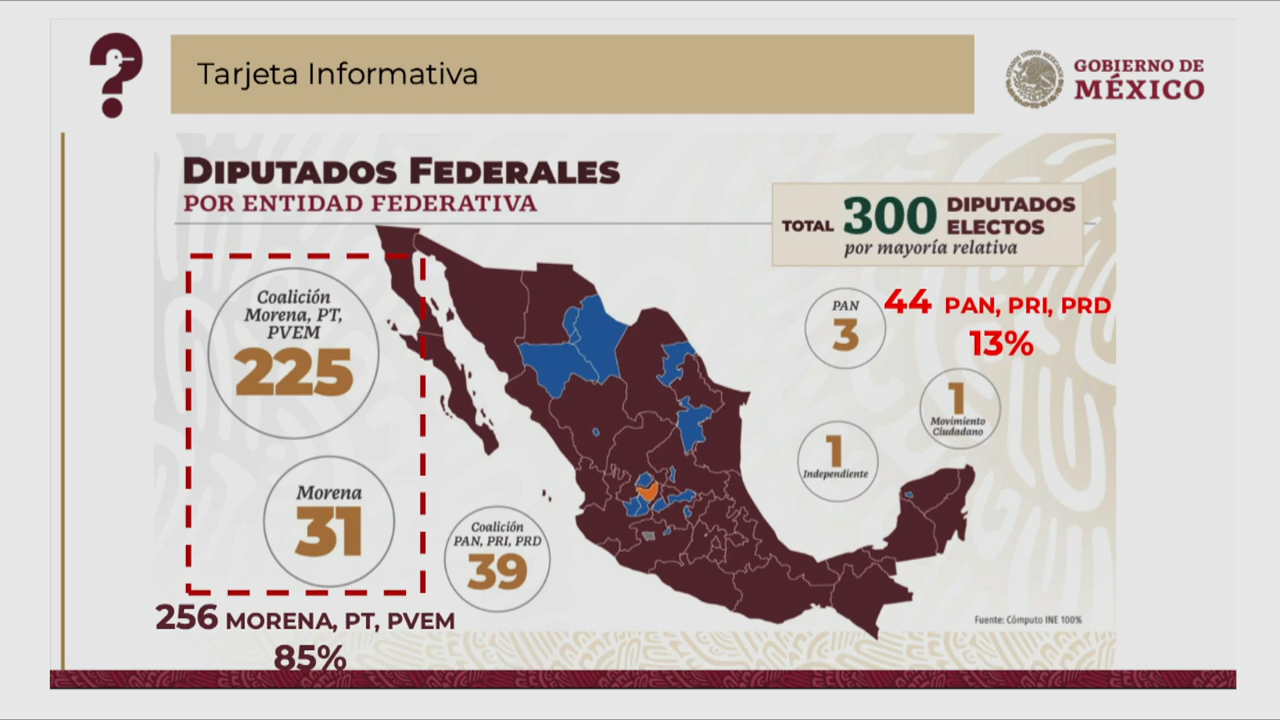 ?
Tarjeta Informativa
GOBIERNO DE
MÉXICO
DIPUTADOS FEDERALES
POR ENTIDAD FEDERATIVA
TOTAL 300 DIPUTADOS ELECTOS
por mayoría relativa
Coalición
Morena, PT,
PVEM
225
Morena
31
256 MORENA, PT, PVEM
85%
Coalición
PAN, PRI, PRD
39
PAN
3
44 PAN, PRI, PRD
13%
1
Movimiento
Ciudadano
1
Independiente
Fuente: Cómputo INE 100%